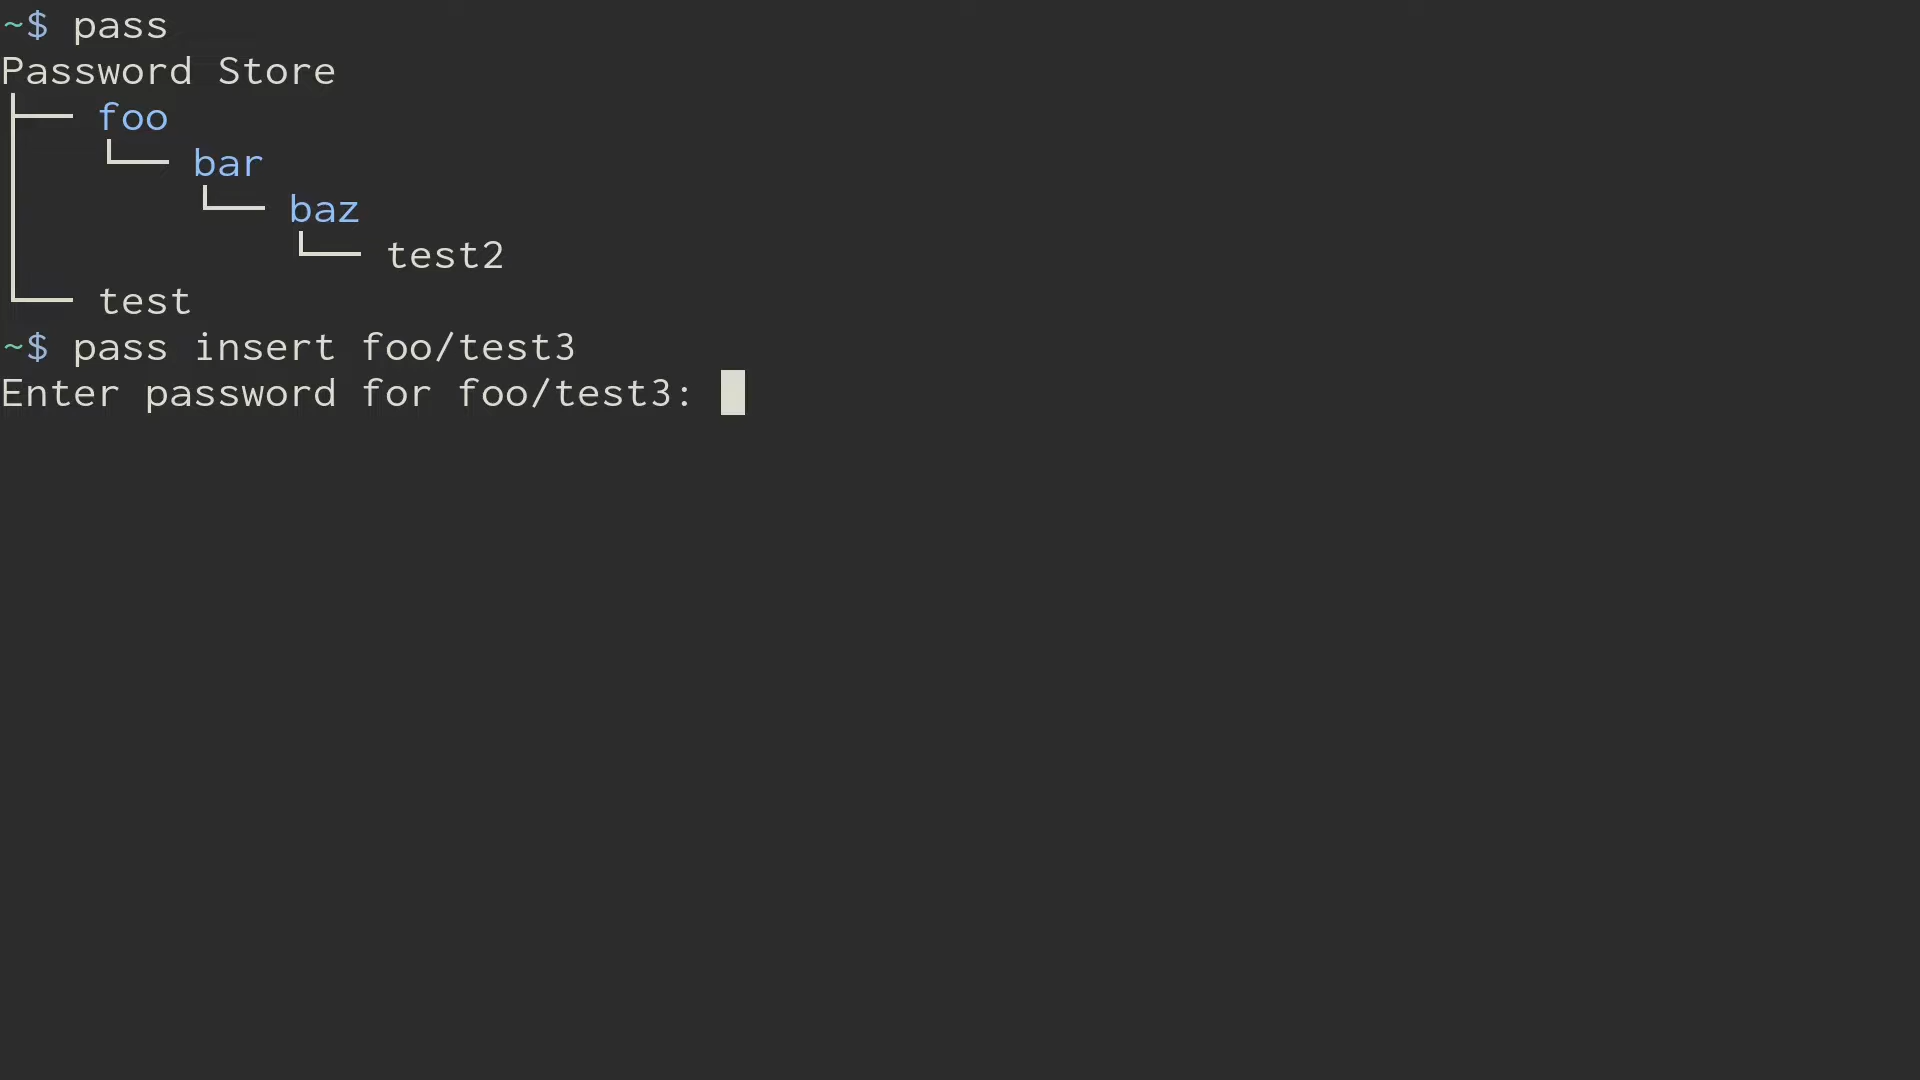 ~$ pass
Password Store
├── foo
│   └── bar
│       └── baz
│           └── test2
└── test
~$ pass insert foo/test3
Enter password for foo/test3: